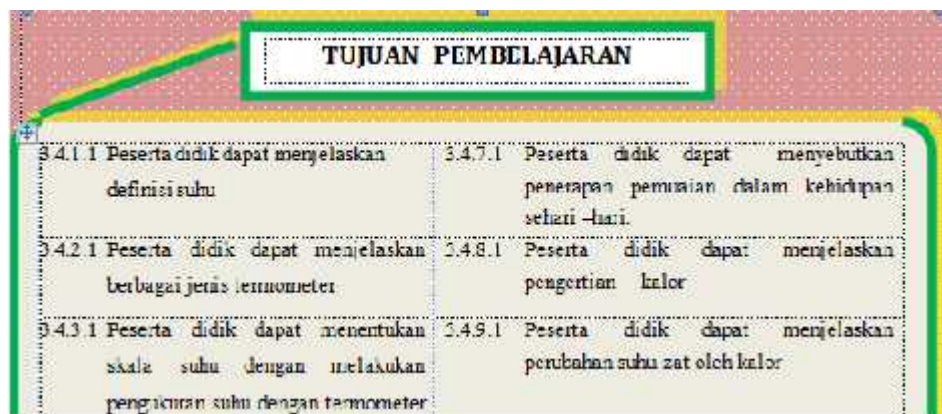 TUJUAN PEMBELAJARAN
3.4.1.1 Peserta didik dapat menjelaskan
definisi suhu
3.4.2.1 Peserta didik dapat menjelaskan
berbagai jenis termometer
3.4.3.1 Peserta didik dapat menentukan
skala suhu dengan melakukan
pengukuran suhu dengan termometer
3.4.7.1 Peserta didik dapat menyebutkan
penerapan pemuaian dalam kehidupan
sehari –hari.
3.4.8.1 Peserta didik dapat menjelaskan
pengertian kalor
3.4.9.1 Peserta didik dapat menjelaskan
perubahan suhu zat oleh kalor